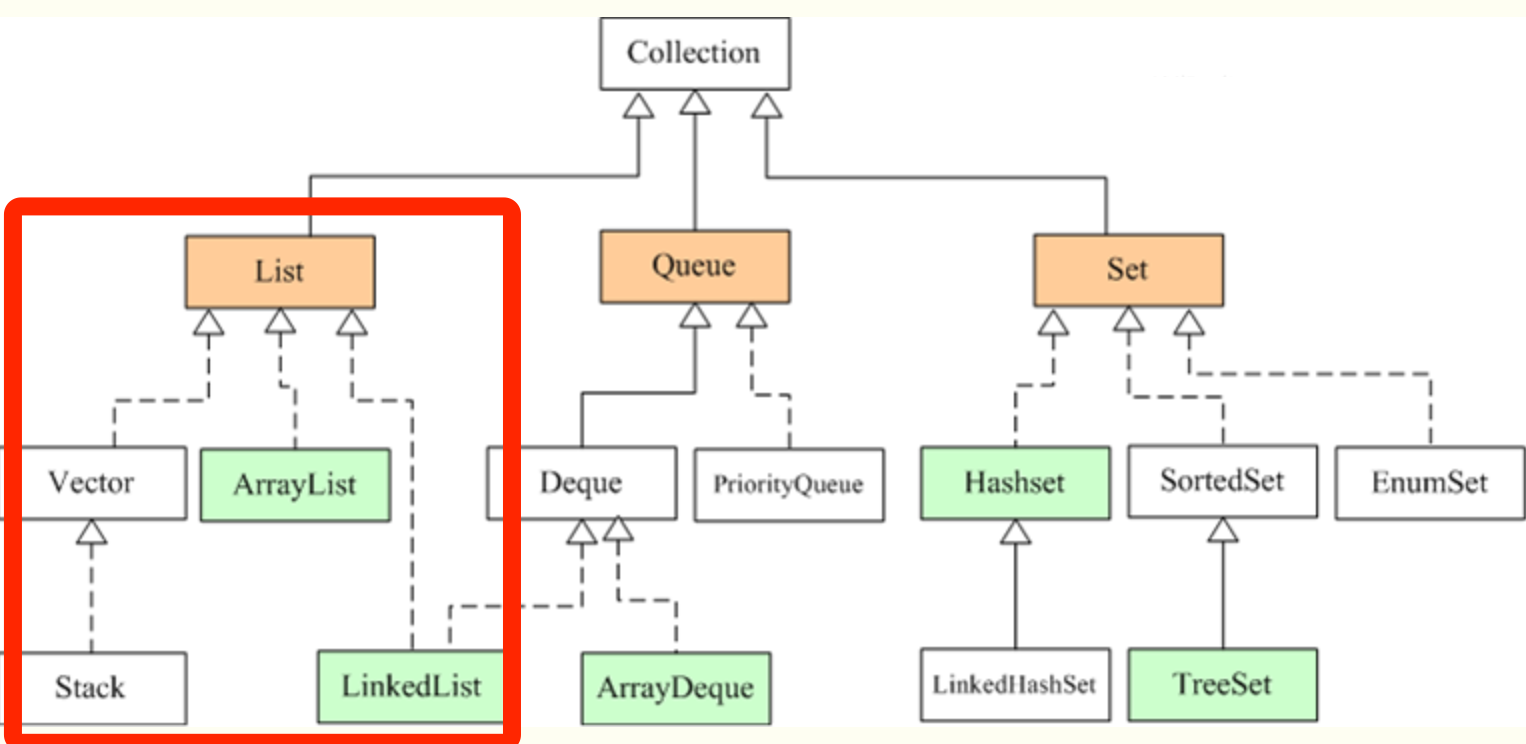 Collection
List
Queue
Set
Vector
ArrayList
Deque
PriorityQueue
Hashset
SortedSet
EnumSet
Stack
LinkedList
ArrayDeque
LinkedHashSet
TreeSet